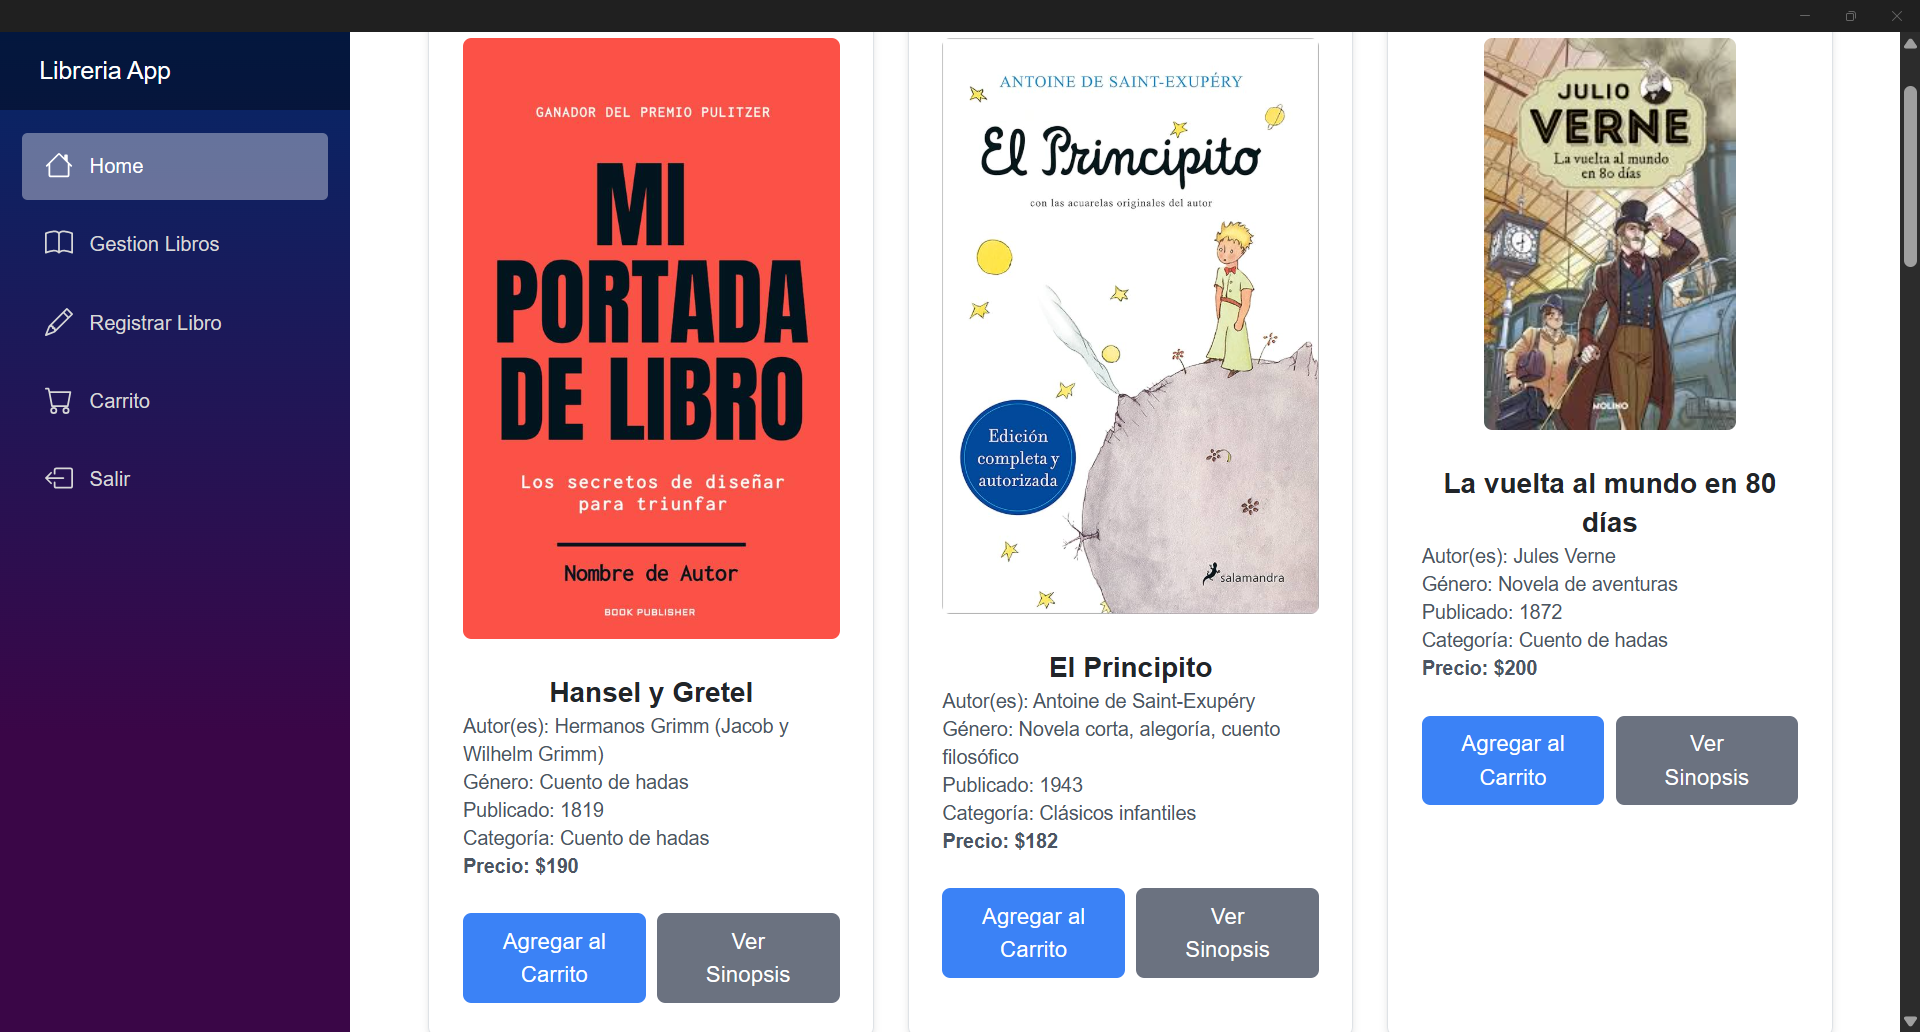 Libreria App
Home
Gestion Libros
Registrar Libro
Carrito
Salir
GANADOR DEL PREMIO PULITZER
MI
PORTADA
DE LIBRO
Los secretos de diseñar
para triunfar
Nombre de Autor
BOOK PUBLISHER
Hansel y Gretel
Autor(es): Hermanos Grimm (Jacob y
Wilhelm Grimm)
Género: Cuento de hadas
Publicado: 1819
Categoría: Cuento de hadas
Precio: $190
Agregar al
Carrito
Ver
Sinopsis
ANTOINE DE SAINT-EXUPÉRY
El Principito
con las acuarelas originales del autor
Edición
completa y
autorizada
salamandra
El Principito
Autor(es): Antoine de Saint-Exupéry
Género: Novela corta, alegoría, cuento
filosófico
Publicado: 1943
Categoría: Clásicos infantiles
Precio: $182
Agregar al
Carrito
Ver
Sinopsis
JULIO
VERNE
La vuelta al mundo
en 80 días
MOLINO
La vuelta al mundo en 80
días
Autor(es): Jules Verne
Género: Novela de aventuras
Publicado: 1872
Categoría: Cuento de hadas
Precio: $200
Agregar al
Carrito
Ver
Sinopsis